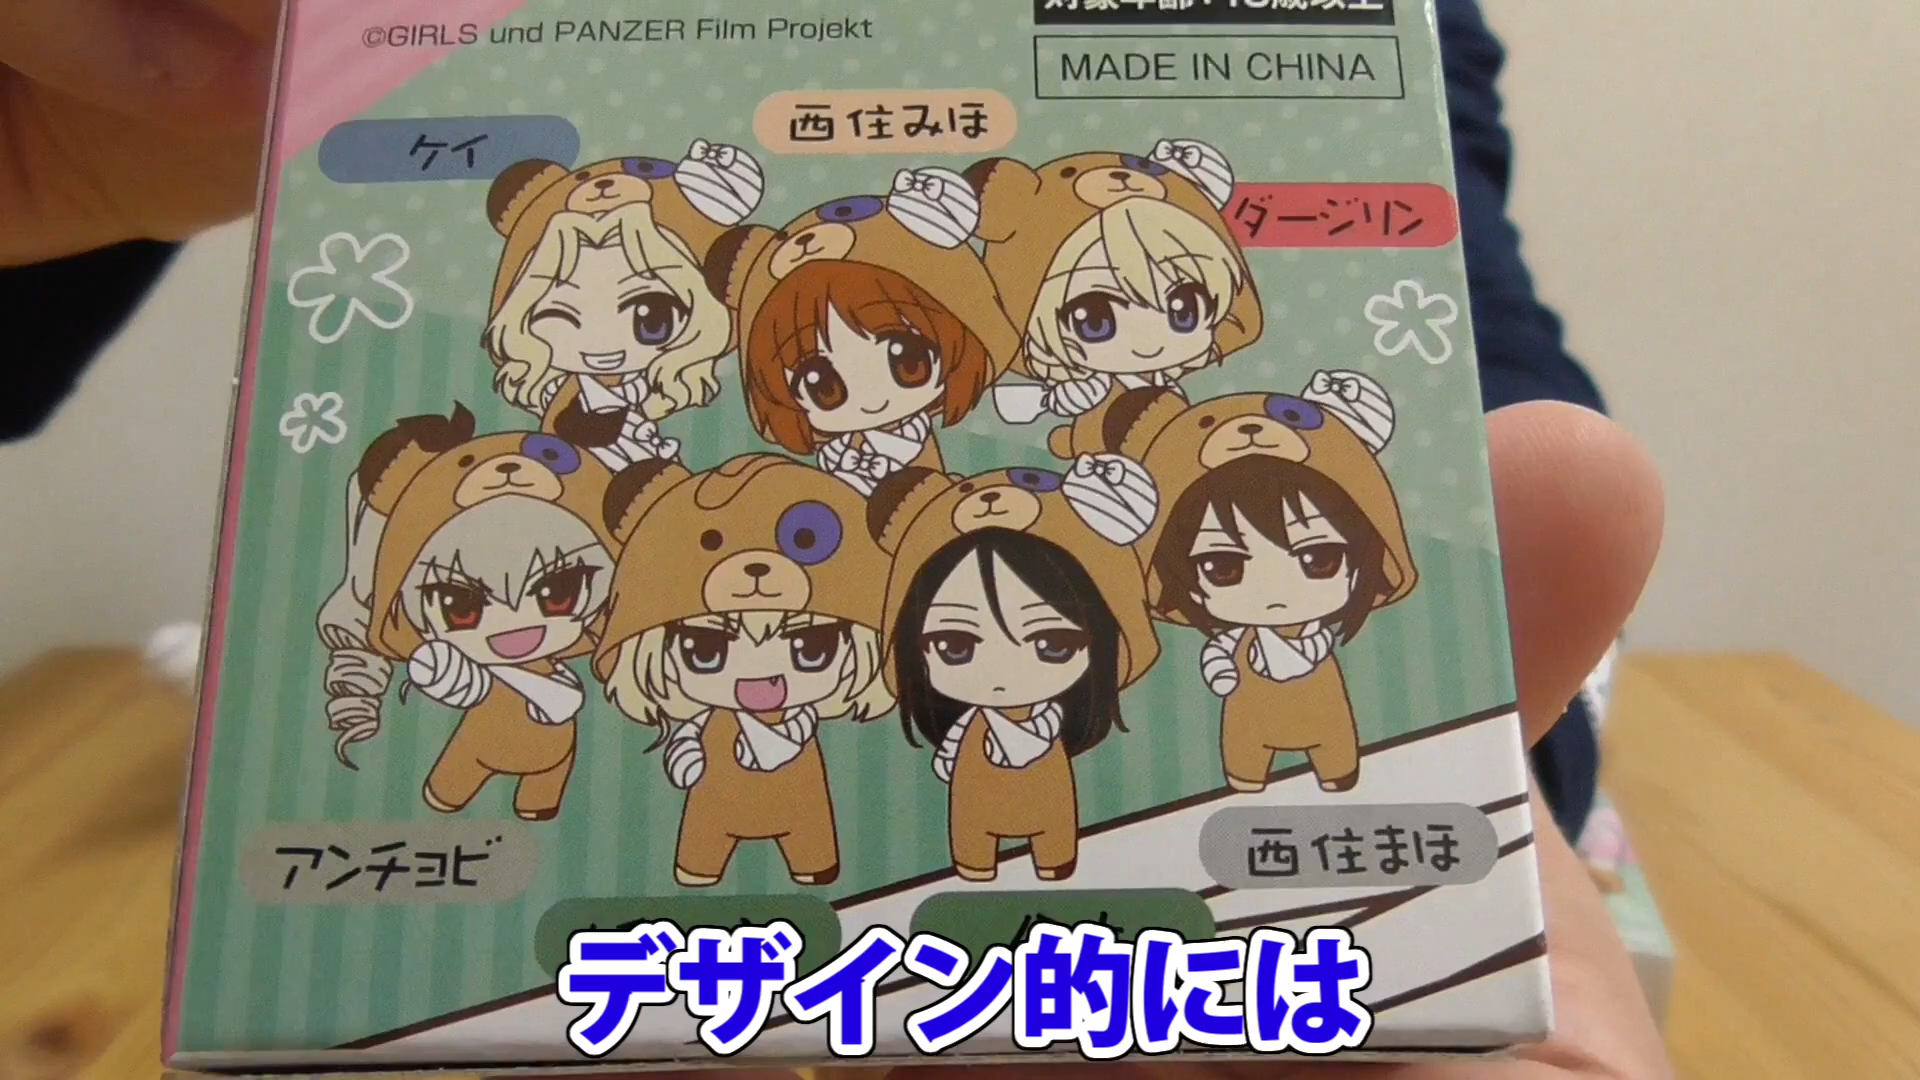 ©GIRLS und PANZER Film Projekt
MADE IN CHINA
ケイ
西住みほ
ダージリン
アンチョビ
西住まほ
デザイン的には